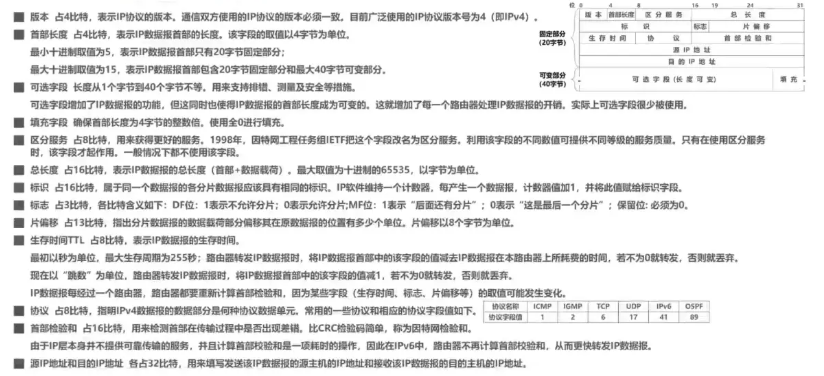 位 0 4 8 16 19 24 31
版 本 首部长度 区 分 服 务 总 长 度
标 识 标志 片 偏 移
生 存 时 间 协 议 首 部 检 验 和
源 IP 地 址
目 的 IP 地 址
可 选 字 段 (长 度 可 变) 填 充
固定部分
(20字节)
可变部分
(40字节)
版本 占4比特，表示IP协议的版本。通信双方使用的IP协议的版本必须一致。目前广泛使用的IP协议版本号为4（即IPv4）。
首部长度 占4比特，表示IP数据报首部的长度。该字段的取值以4字节为单位。
最小十进制取值为5，表示IP数据报首部只有20字节固定部分；
最大十进制取值为15，表示IP数据报首部包含20字节固定部分和最大40字节可变部分。
可选字段 长度从1个字节到40个字节不等。用来支持排错、测量及安全等措施。
可选字段增加了IP数据报的功能，但这同时也使得IP数据报的首部长度成为可变的。这就增加了每一个路由器处理IP数据报的开销。实际上可选字段很少被使用。
填充字段 确保首部长度为4字节的整数倍。使用全0进行填充。
区分服务 占8比特，用来获得更好的服务。1998年，因特网工程任务组IETF把这个字段改名为区分服务。利用该字段的不同数值可提供不同等级的服务质量。只有在使用区分服务
时，该字段才起作用。一般情况下都不使用该字段。
总长度 占16比特，表示IP数据报的总长度（首部+数据载荷）。最大取值为十进制的65535，以字节为单位。
标识 占16比特，属于同一个数据报的各分片数据报应该具有相同的标识。IP软件维持一个计数器，每产生一个数据报，计数器值加1，并将此值赋给标识字段。
标志 占3比特，各比特含义如下：DF位：1表示不允许分片；0表示允许分片;MF位：1表示“后面还有分片”；0表示“这是最后一个分片”；保留位: 必须为0。
片偏移 占13比特，指出分片数据报的数据载荷部分偏移其在原数据报的位置有多少个单位。片偏移以8个字节为单位。
生存时间TTL 占8比特，表示IP数据报的生存时间。
最初以秒为单位，最大生存周期为255秒；路由器转发IP数据报时，将IP数据报首部中的该字段的值减去IP数据报在本路由器上所耗费的时间，若不为0就转发，否则就丢弃。
现在以“跳数”为单位，路由器转发IP数据报时，将IP数据报首部中的该字段的值减1，若不为0就转发，否则就丢弃。
IP数据报每经过一个路由器，路由器都要重新计算首部检验和，因为某些字段（生存时间、标志、片偏移等）的取值可能发生变化。
协议 占8比特，指明IPv4数据报的数据部分是何种协议数据单元。常用的一些协议和相应的协议字段值如下。
协议名称 ICMP IGMP TCP UDP IPv6 OSPF
协议字段值 1 2 6 17 41 89
首部检验和 占16比特，用来检测首部在传输过程中是否出现差错。比CRC检验码简单，称为因特网检验和。
由于IP层本身并不提供可靠传输的服务，并且计算首部校验和是一项耗时的操作，因此在IPv6中，路由器不再计算首部校验和，从而更快转发IP数据报。
源IP地址和目的IP地址 各占32比特，用来填写发送该IP数据报的源主机的IP地址和接收该IP数据报的目的主机的IP地址。